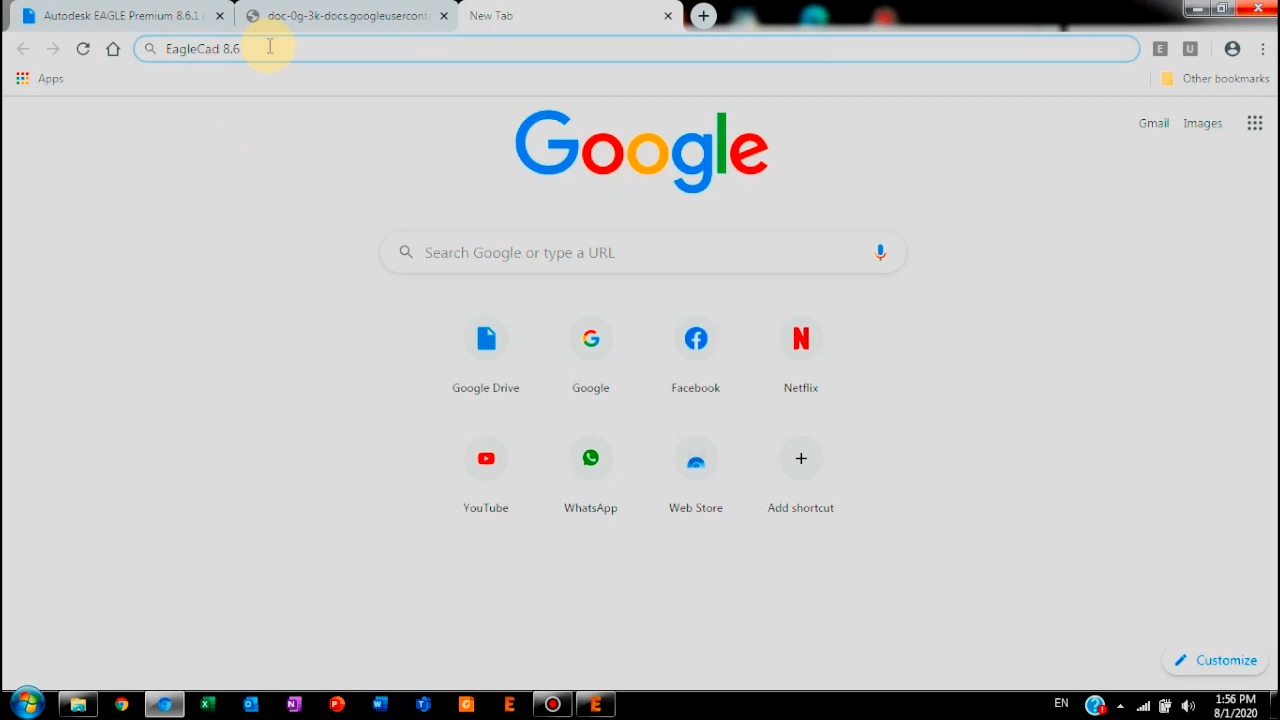 Autodesk EAGLE Premium 8.6.1 (
doc-0g-3k-docs.googleusercont
New Tab
EagleCad 8.6
E
U
Apps
Other bookmarks
Google
Gmail
Images
Search Google or type a URL
Google Drive
Google
Facebook
Netflix
YouTube
WhatsApp
Web Store
Add shortcut
Customize
EN
1:56 PM
8/1/2020